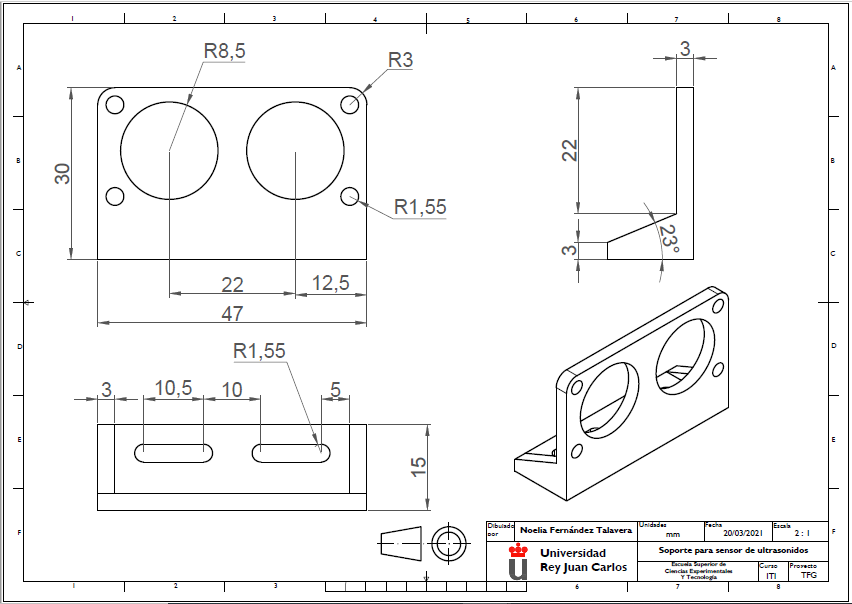 1 2 3 4 5 6 7 8
A A
B B
C C
D D
E E
F F
R8,5
R3
3
30
22
R1,55
23°
3
22
12,5
47
R1,55
3
10,5
10
5
15
Dibujado por
Noelia Fernández Talavera
Unidades
mm
Fecha
20/03/2021
Escala
2 : 1
Universidad
Rey Juan Carlos
Soporte para sensor de ultrasonidos
Escuela Superior de
Ciencias Experimentales
Y Tecnología
Curso
ITI
Proyecto
TFG
1 2 3 6 7 8